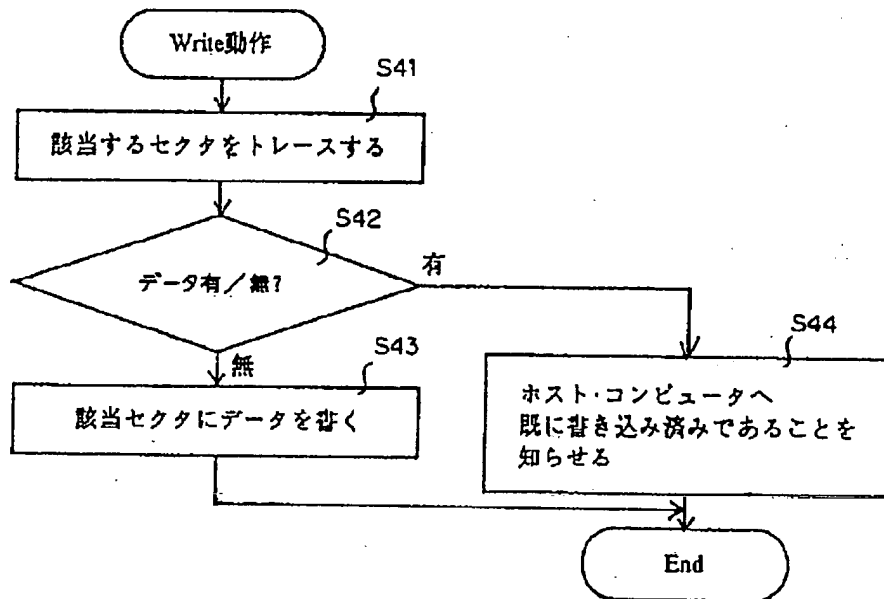 Write動作
S41
該当するセクタをトレースする
S42
データ有/無?
有
無
S43
該当セクタにデータを書く
S44
ホスト・コンピュータへ
既に書き込み済みであることを
知らせる
End